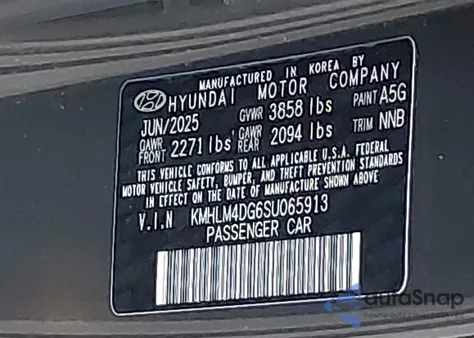 MANUFACTURED IN KOREA BY
HYUNDAI MOTOR COMPANY
JUN/2025 GVWR 3858 lbs PAINT A5G
GAWR FRONT 2271 lbs GAWR REAR 2094 lbs TRIM NNB
THIS VEHICLE CONFORMS TO ALL APPLICABLE U.S.A. FEDERAL
MOTOR VEHICLE SAFETY, BUMPER, AND THEFT PREVENTION STANDARDS
IN EFFECT ON THE DATE OF MANUFACTURE SHOWN ABOVE
V.I.N KMHLM4DG6SU065913
PASSENGER CAR
autoSnap